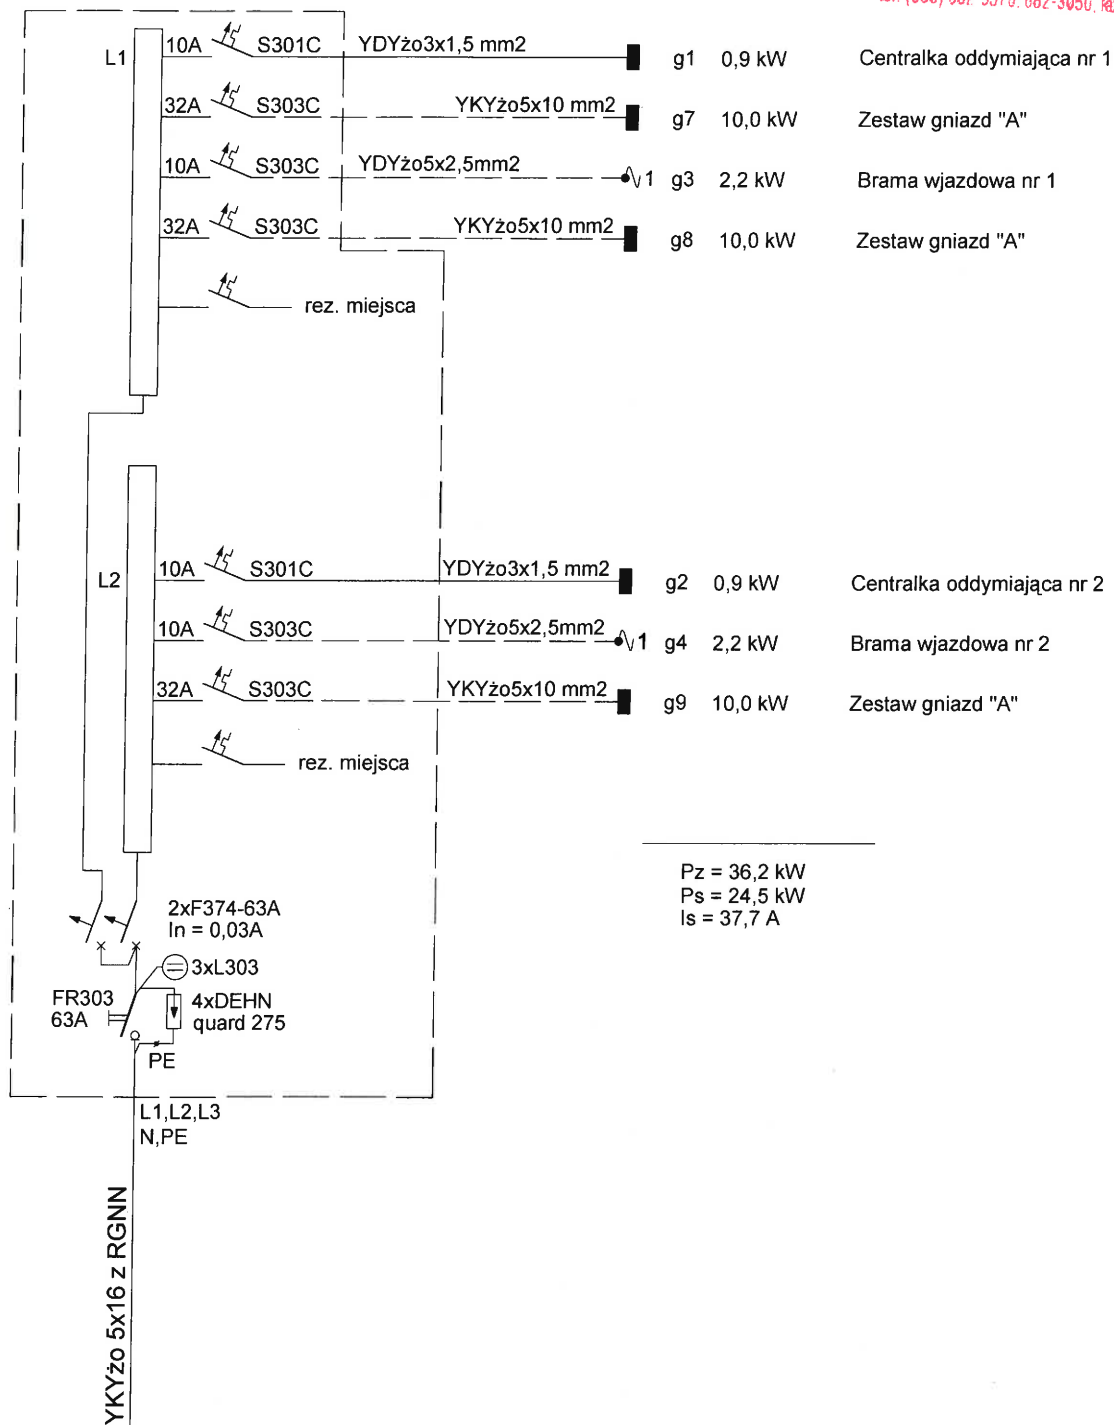 L1 10A S301C YDYżo3x1,5 mm2 g1 0,9 kW Centralka oddymiająca nr 1
32A S303C YKYżo5x10 mm2 g7 10,0 kW Zestaw gniazd "A"
10A S303C YDYżo5x2,5mm2 1 g3 2,2 kW Brama wjazdowa nr 1
32A S303C YKYżo5x10 mm2 g8 10,0 kW Zestaw gniazd "A"
rez. miejsca
L2 10A S301C YDYżo3x1,5 mm2 g2 0,9 kW Centralka oddymiająca nr 2
10A S303C YDYżo5x2,5mm2 1 g4 2,2 kW Brama wjazdowa nr 2
32A S303C YKYżo5x10 mm2 g9 10,0 kW Zestaw gniazd "A"
rez. miejsca
Pz = 36,2 kW
Ps = 24,5 kW
Is = 37,7 A
2xF374-63A
In = 0,03A
3xL303
FR303
63A
4xDEHN
quard 275
PE
L1,L2,L3
N,PE
YKYżo 5x16 z RGNN